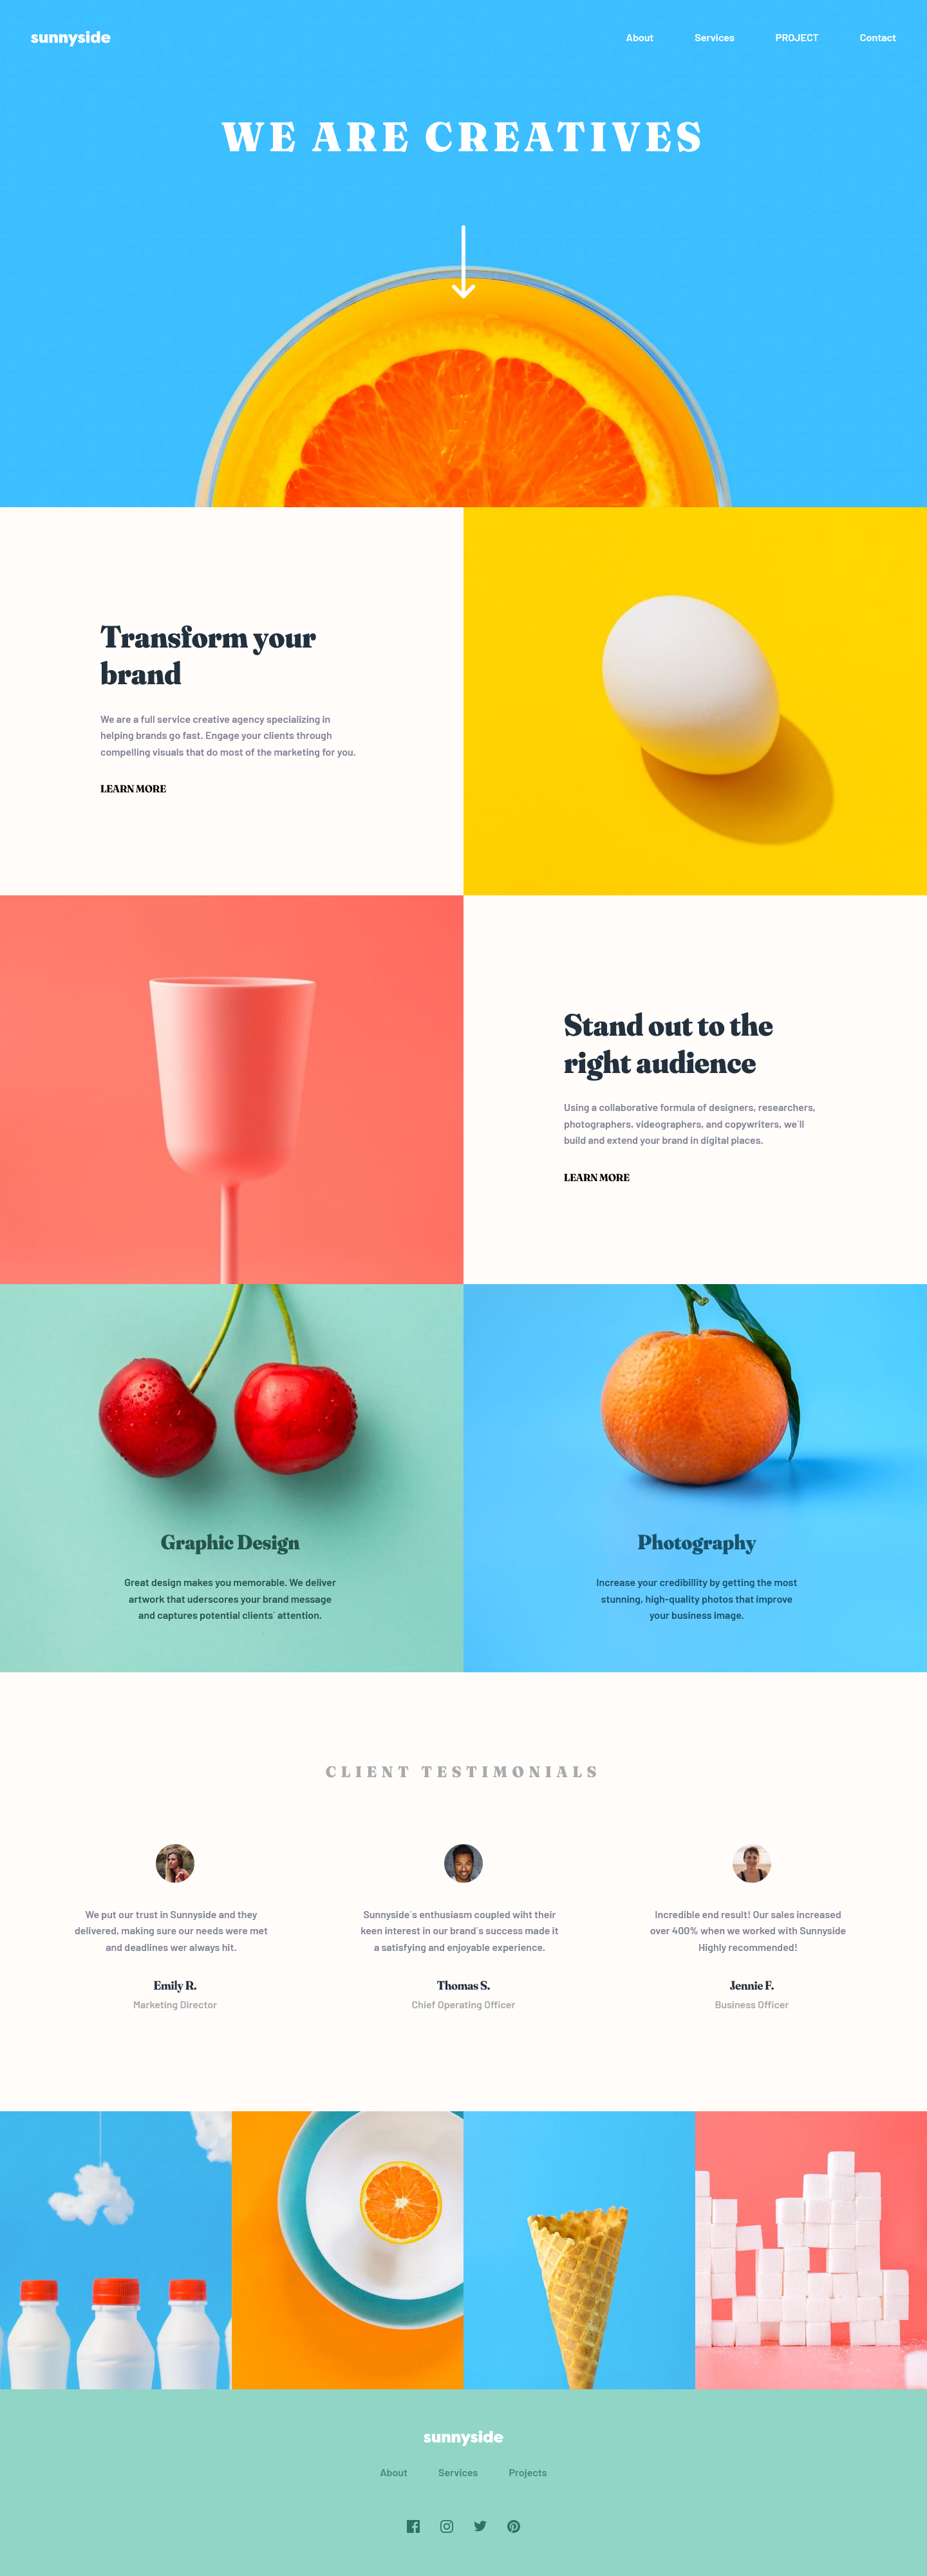 sunnyside
About Services PROJECT Contact
WE ARE CREATIVES
Transform your
brand
We are a full service creative agency specializing in
helping brands go fast. Engage your clients through
compelling visuals that do most of the marketing for you.
LEARN MORE
Stand out to the
right audience
Using a collaborative formula of designers, researchers,
photographers, videographers, and copywriters, we´ll
build and extend your brand in digital places.
LEARN MORE
Graphic Design
Great design makes you memorable. We deliver
artwork that uderscores your brand message
and captures potential clients´ attention.
Photography
Increase your credibillity by getting the most
stunning, high-quality photos that improve
your business image.
CLIENT TESTIMONIALS
We put our trust in Sunnyside and they
delivered, making sure our needs were met
and deadlines wer always hit.
Emily R.
Marketing Director
Sunnyside´s enthusiasm coupled wiht their
keen interest in our brand´s success made it
a satisfying and enjoyable experience.
Thomas S.
Chief Operating Officer
Incredible end result! Our sales increased
over 400% when we worked with Sunnyside
Highly recommended!
Jennie F.
Business Officer
sunnyside
About Services Projects